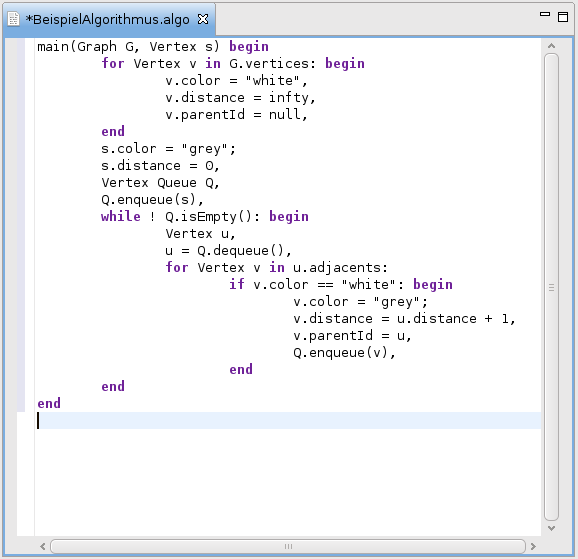 *BeispielAlgorithmus.algo
main(Graph G, Vertex s) begin
for Vertex v in G.vertices: begin
v.color = "white",
v.distance = infty,
v.parentId = null,
end
s.color = "grey";
s.distance = 0,
Vertex Queue Q,
Q.enqueue(s),
while ! Q.isEmpty(): begin
Vertex u,
u = Q.dequeue(),
for Vertex v in u.adjacents:
if v.color == "white": begin
v.color = "grey";
v.distance = u.distance + 1,
v.parentId = u,
Q.enqueue(v),
end
end
end